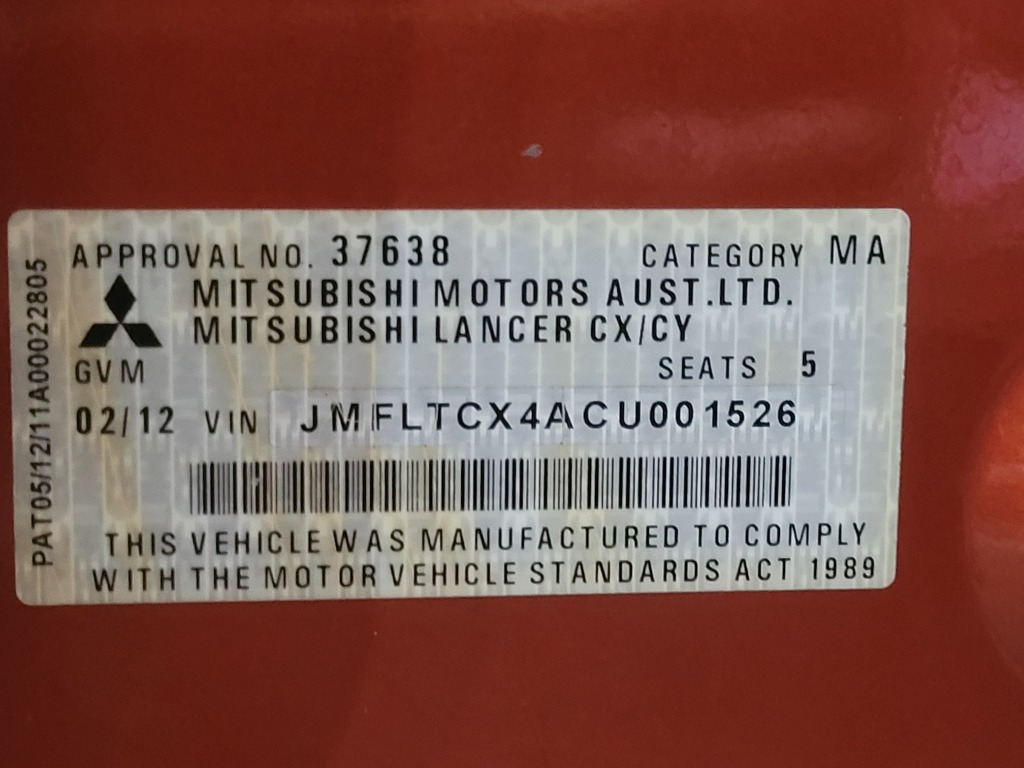 APPROVAL NO. 37638 CATEGORY MA
MITSUBISHI MOTORS AUST.LTD.
MITSUBISHI LANCER CX/CY
GVM SEATS 5
02/12 VIN JMFLTCX4ACU001526
THIS VEHICLE WAS MANUFACTURED TO COMPLY
WITH THE MOTOR VEHICLE STANDARDS ACT 1989
PAT05/12/11A00022805